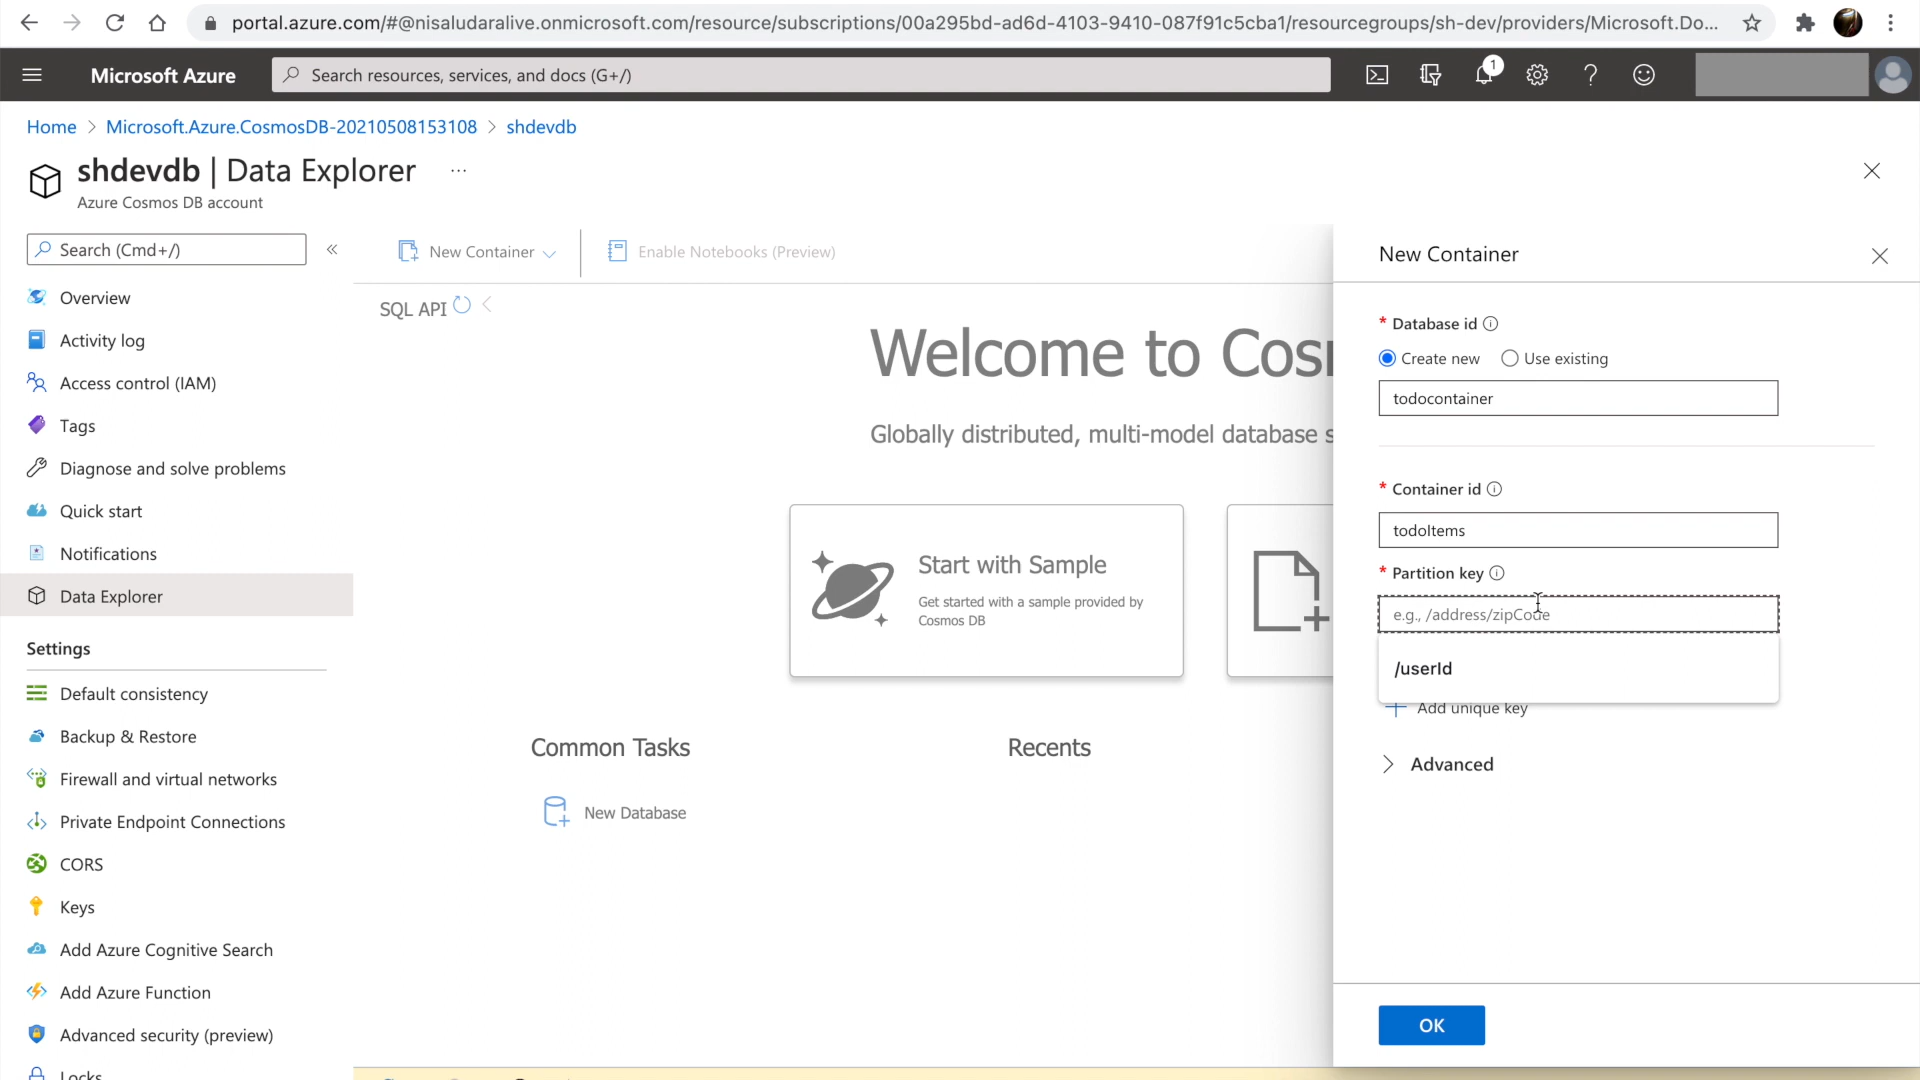 portal.azure.com/#@nisaludaralive.onmicrosoft.com/resource/subscriptions/00a295bd-ad6d-4103-9410-087f91c5cba1/resourcegroups/sh-dev/providers/Microsoft.Do...
Microsoft Azure
Search resources, services, and docs (G+/)
1
Home > Microsoft.Azure.CosmosDB-20210508153108 > shdevdb
shdevdb | Data Explorer ...
Azure Cosmos DB account
Search (Cmd+/)
Overview
Activity log
Access control (IAM)
Tags
Diagnose and solve problems
Quick start
Notifications
Data Explorer
Settings
Default consistency
Backup & Restore
Firewall and virtual networks
Private Endpoint Connections
CORS
Keys
Add Azure Cognitive Search
Add Azure Function
Advanced security (preview)
Locks
New Container
Enable Notebooks (Preview)
SQL API
Welcome to Cos
Globally distributed, multi-model database s
Start with Sample
Get started with a sample provided by
Cosmos DB
Common Tasks
Recents
New Database
New Container
* Database id
Create new Use existing
todocontainer
* Container id
todoItems
* Partition key
e.g., /address/zipCode
/userId
Add unique key
Advanced
OK